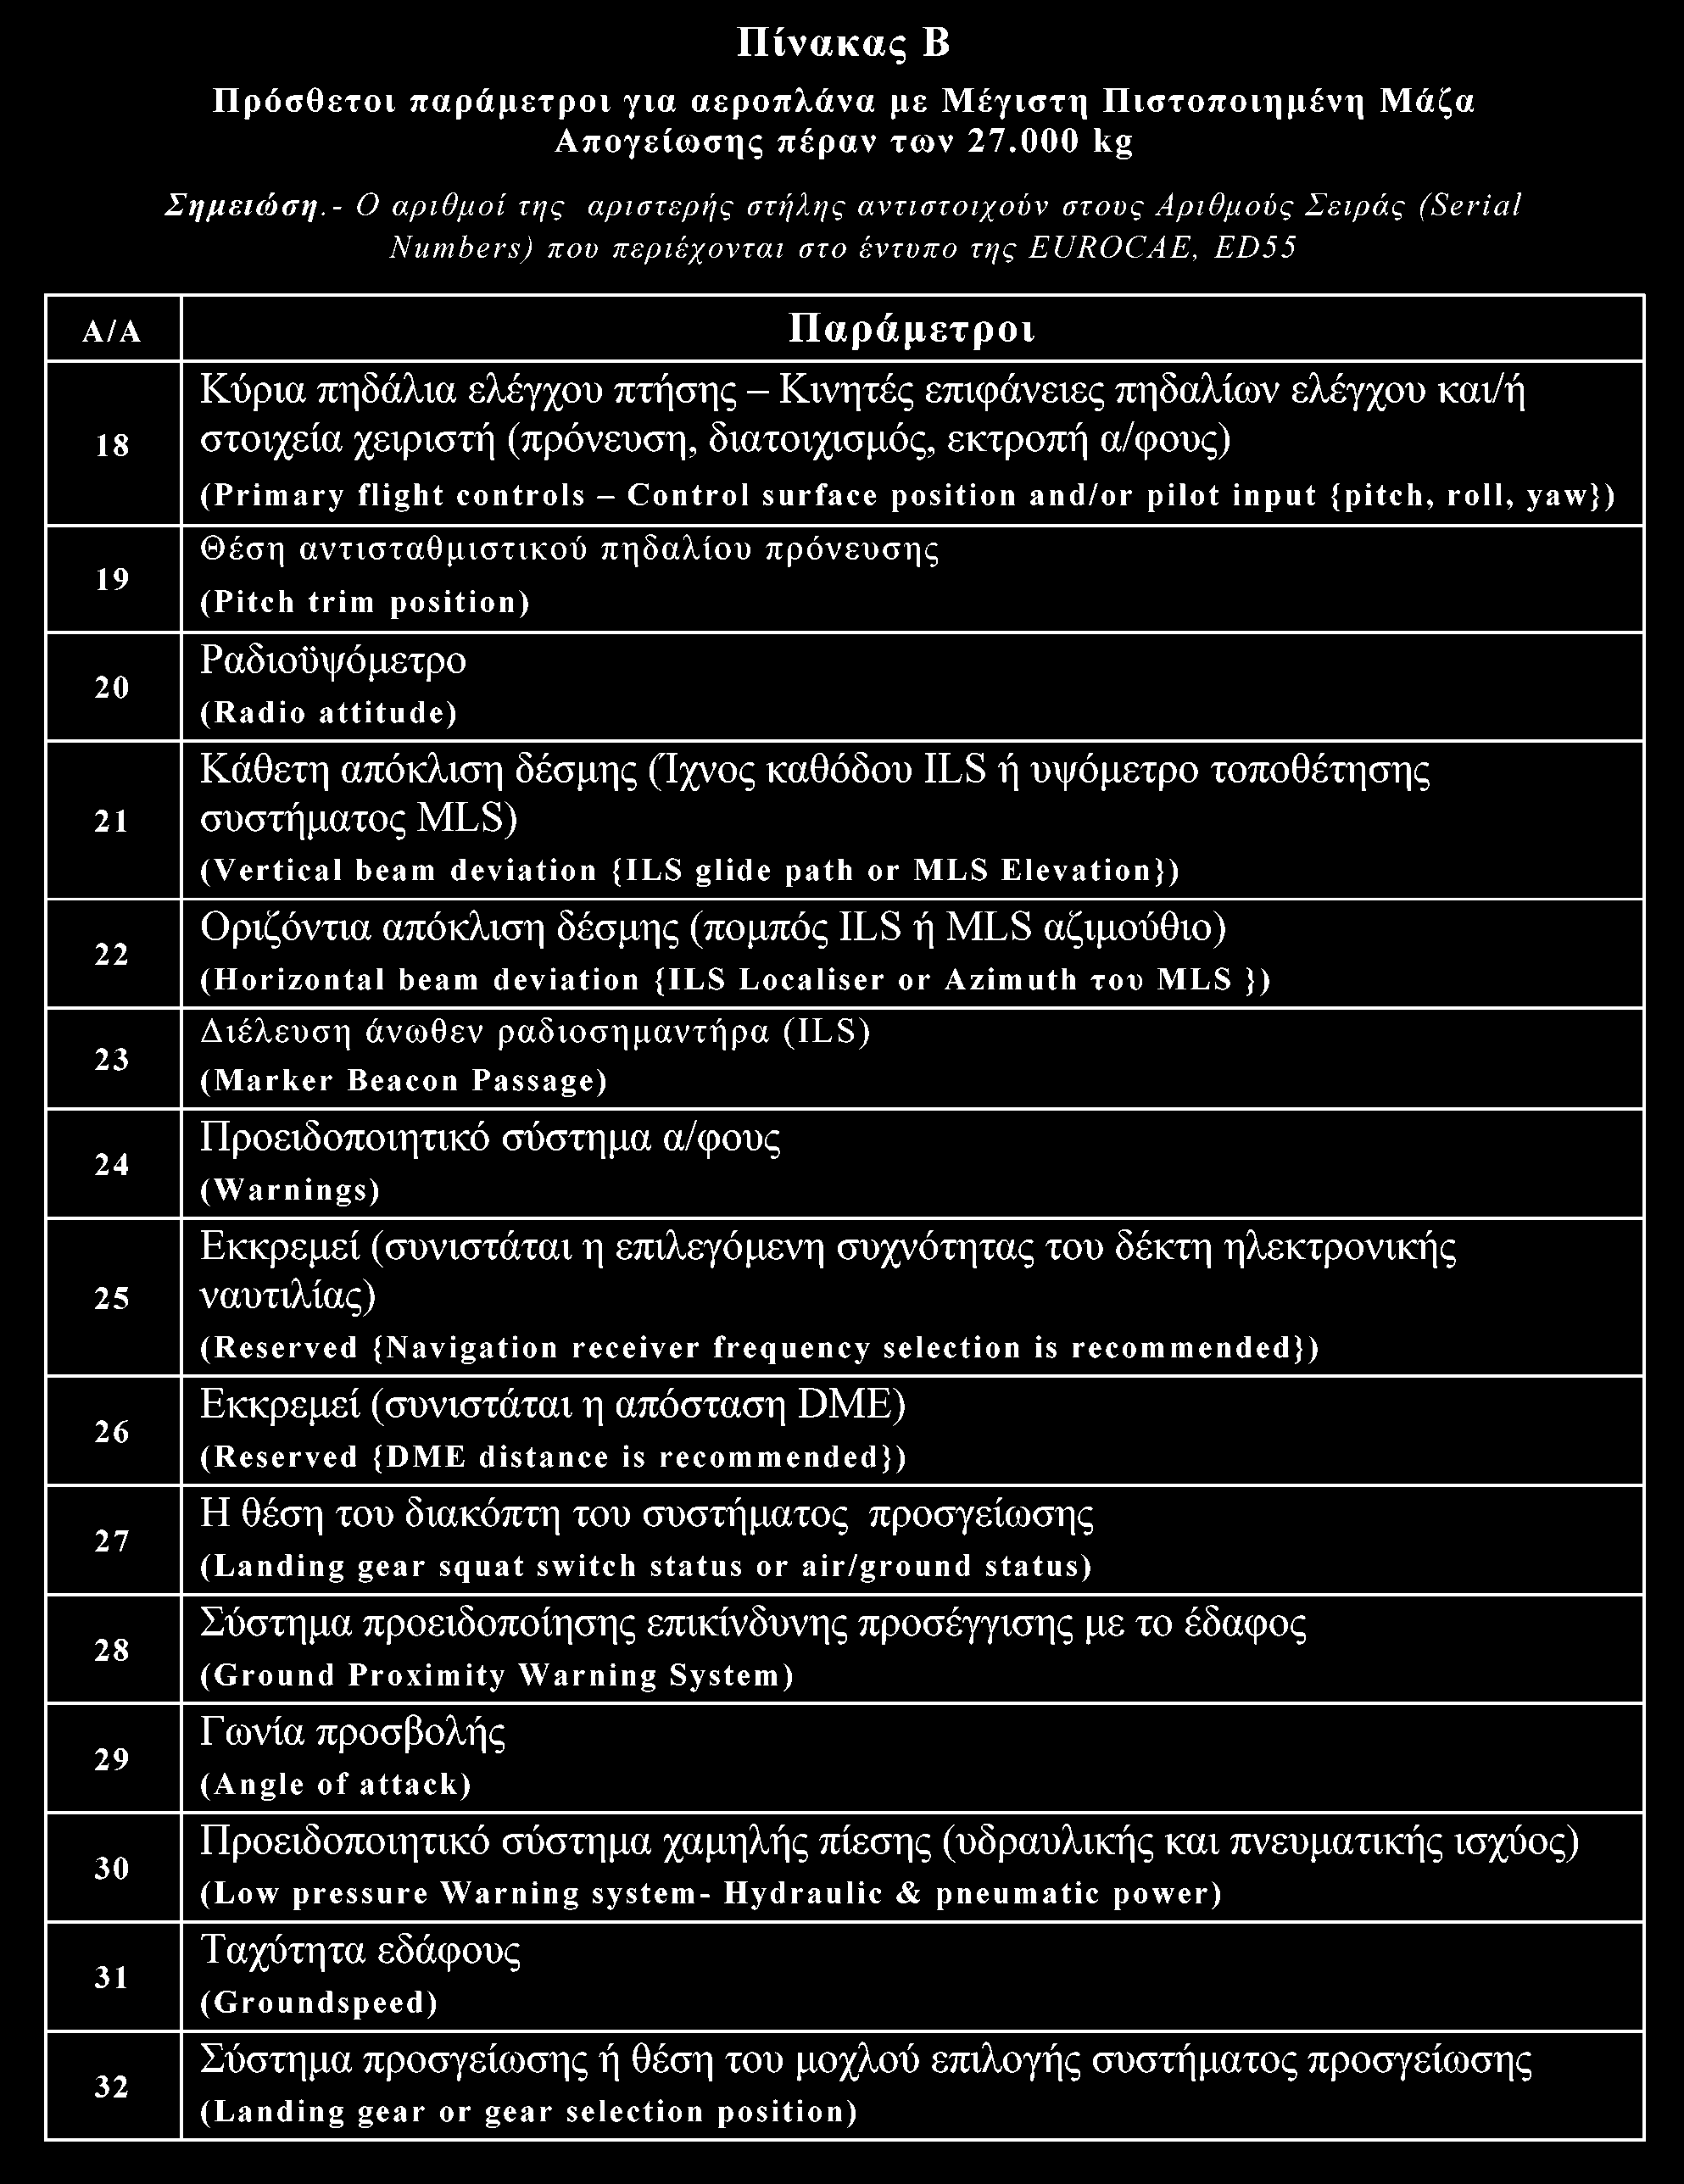 Πίνακας Β
Πρόσθετοι παράμετροι για αεροπλάνα με Μέγιστη Πιστοποιημένη Μάζα
Απογείωσης πέραν των 27.000 kg
Σημειώση.- Ο αριθμοί της αριστερής στήλης αντιστοιχούν στους Αριθμούς Σειράς (Serial
Numbers) που περιέχονται στο έντυπο της EUROCAE, ED55
Α/Α Παράμετροι
18 Κύρια πηδάλια ελέγχου πτήσης – Κινητές επιφάνειες πηδαλίων ελέγχου και/ή
στοιχεία χειριστή (πρόνευση, διατοιχισμός, εκτροπή α/φους)
(Primary flight controls – Control surface position and/or pilot input {pitch, roll, yaw})
19 Θέση αντισταθμιστικού πηδαλίου πρόνευσης
(Pitch trim position)
20 Ραδιοϋψόμετρο
(Radio attitude)
21 Κάθετη απόκλιση δέσμης (Ίχνος καθόδου ILS ή υψόμετρο τοποθέτησης
συστήματος MLS)
(Vertical beam deviation {ILS glide path or MLS Elevation})
22 Οριζόντια απόκλιση δέσμης (πομπός ILS ή MLS αζιμούθιο)
(Horizontal beam deviation {ILS Localiser or Azimuth του MLS })
23 Διέλευση άνωθεν ραδιοσημαντήρα (ILS)
(Marker Beacon Passage)
24 Προειδοποιητικό σύστημα α/φους
(Warnings)
25 Εκκρεμεί (συνιστάται η επιλεγόμενη συχνότητας του δέκτη ηλεκτρονικής
ναυτιλίας)
(Reserved {Navigation receiver frequency selection is recommended})
26 Εκκρεμεί (συνιστάται η απόσταση DME)
(Reserved {DME distance is recommended})
27 Η θέση του διακόπτη του συστήματος προσγείωσης
(Landing gear squat switch status or air/ground status)
28 Σύστημα προειδοποίησης επικίνδυνης προσέγγισης με το έδαφος
(Ground Proximity Warning System)
29 Γωνία προσβολής
(Angle of attack)
30 Προειδοποιητικό σύστημα χαμηλής πίεσης (υδραυλικής και πνευματικής ισχύος)
(Low pressure Warning system- Hydraulic & pneumatic power)
31 Ταχύτητα εδάφους
(Groundspeed)
32 Σύστημα προσγείωσης ή θέση του μοχλού επιλογής συστήματος προσγείωσης
(Landing gear or gear selection position)